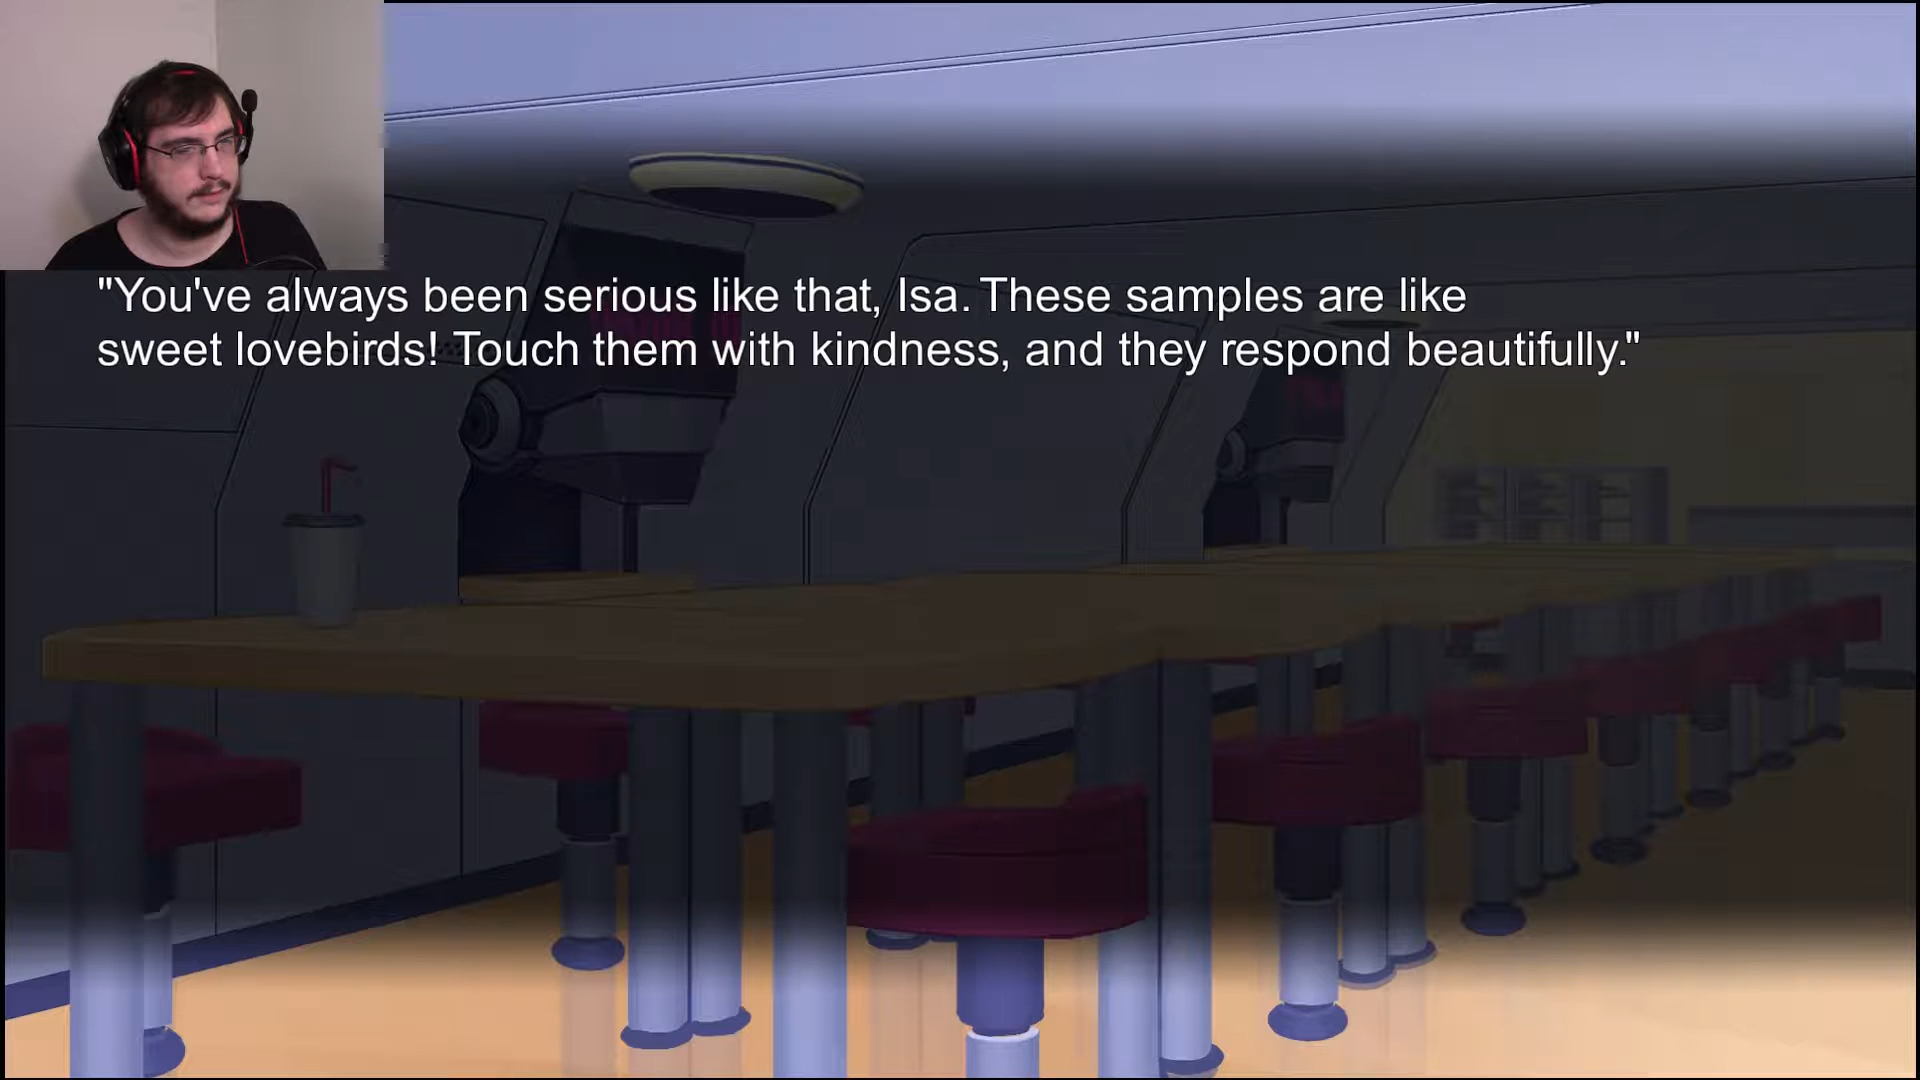 "You've always been serious like that, Isa. These samples are like
sweet lovebirds! Touch them with kindness, and they respond beautifully."